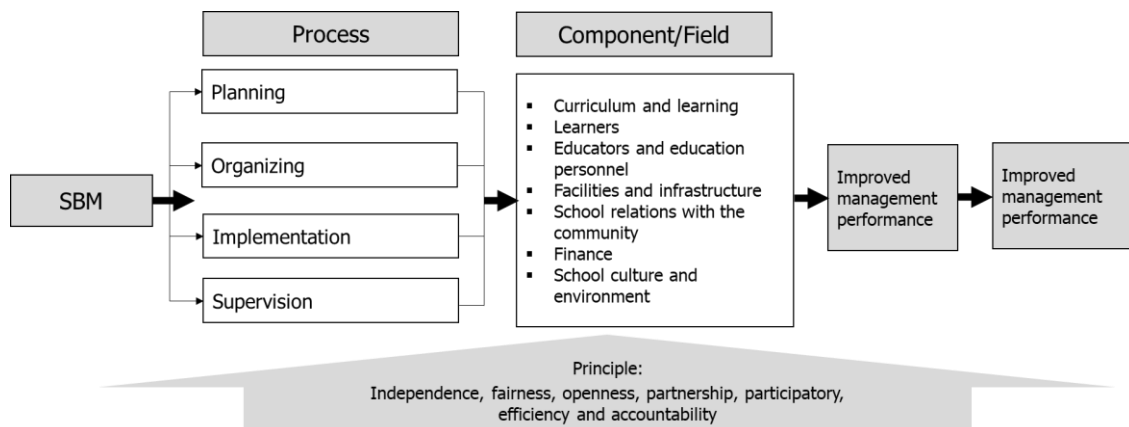 Process
Component/Field
SBM
Planning
Organizing
Implementation
Supervision
▪ Curriculum and learning
▪ Learners
▪ Educators and education
personnel
▪ Facilities and infrastructure
▪ School relations with the
community
▪ Finance
▪ School culture and
environment
Improved
management
performance
Improved
management
performance
Principle:
Independence, fairness, openness, partnership, participatory,
efficiency and accountability